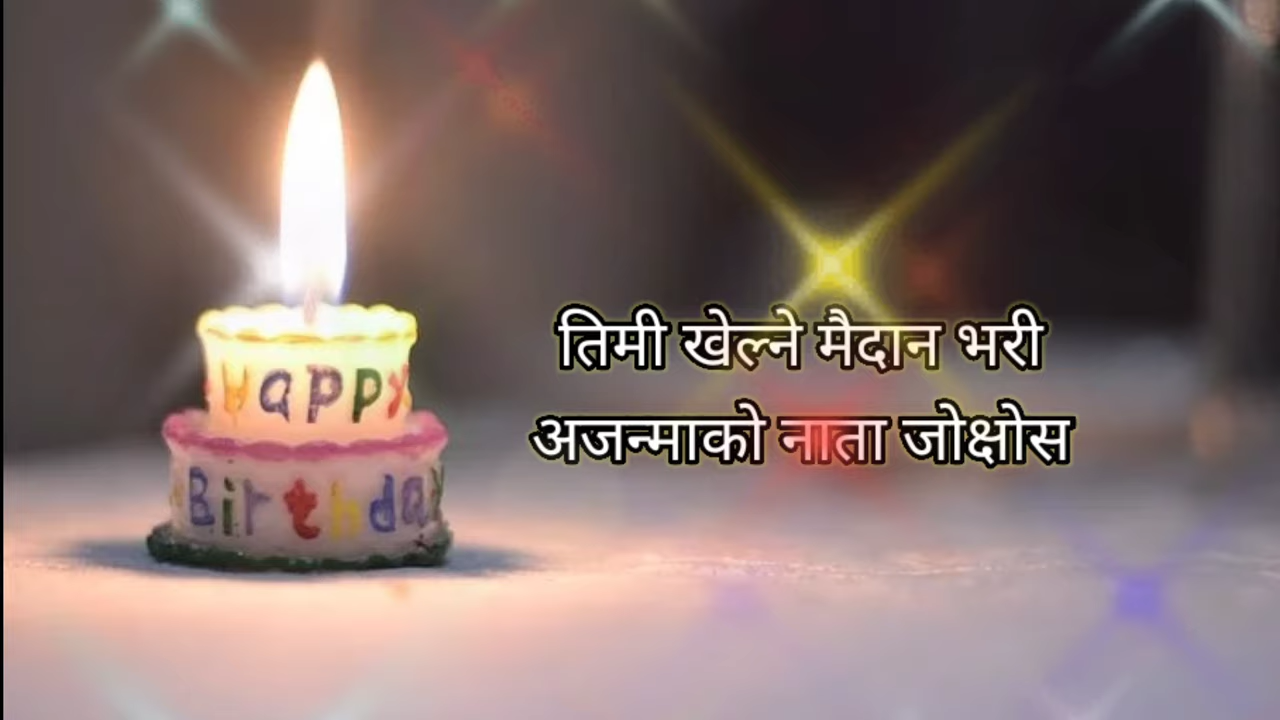 Happy
Birthday
तिमी खेल्ने मैदान भरी
अजन्माको नाता जोक्षोस